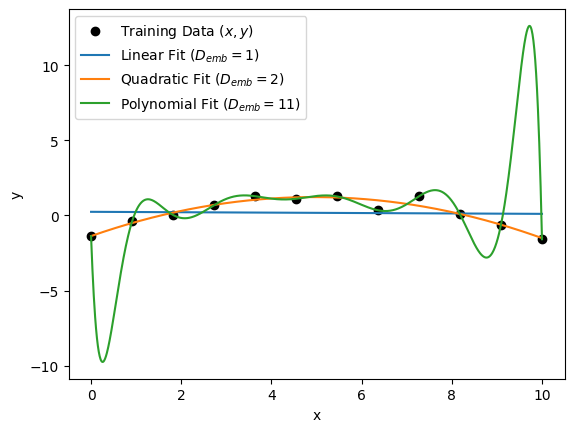 Training Data (x, y)
Linear Fit (D_emb = 1)
Quadratic Fit (D_emb = 2)
Polynomial Fit (D_emb = 11)
10
5
0
−5
−10
y
0 2 4 6 8 10
x